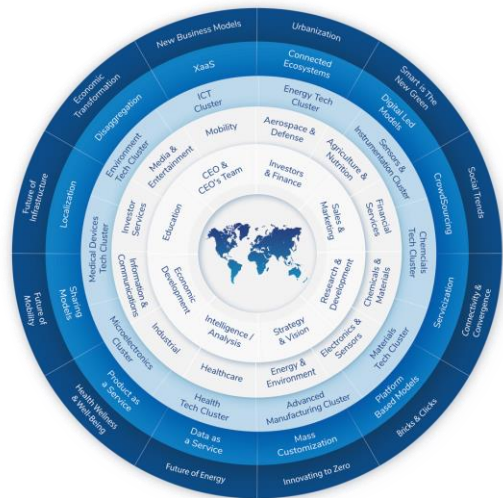 New Business Models
Urbanization
Smart is The
New Green
Social Trends
Connectivity &
Convergence
Bricks & Clicks
Innovating to Zero
Future of Energy
Health Wellness
& Well-Being
Future of
Mobility
Future of
Infrastructure
Economic
Transformation
XaaS
Connected
Ecosystems
Digital Led
Models
CrowdSourcing
Servicization
Platform
Based Models
Mass
Customization
Data as
a Service
Product as
a Service
Sharing
Models
Localization
Disaggregation
ICT
Cluster
Energy Tech
Cluster
Sensors &
Instrumentation Cluster
Chemcials
Tech Cluster
Materials
Tech Cluster
Advanced
Manufacturing Cluster
Health
Tech Cluster
Microelectronics
Cluster
Medical Devices
Tech Cluster
Environment
Tech Cluster
Mobility
Aerospace &
Defense
Agriculture &
Nutrition
Financial
Services
Chemicals &
Materials
Electronics &
Sensors
Energy &
Environment
Healthcare
Industrial
Information &
Communications
Investor
Services
Media &
Entertainment
CEO &
CEO's Team
Investors
& Finance
Sales &
Marketing
Research &
Development
Strategy
& Vision
Intelligence /
Analysis
Economic
Development
Education